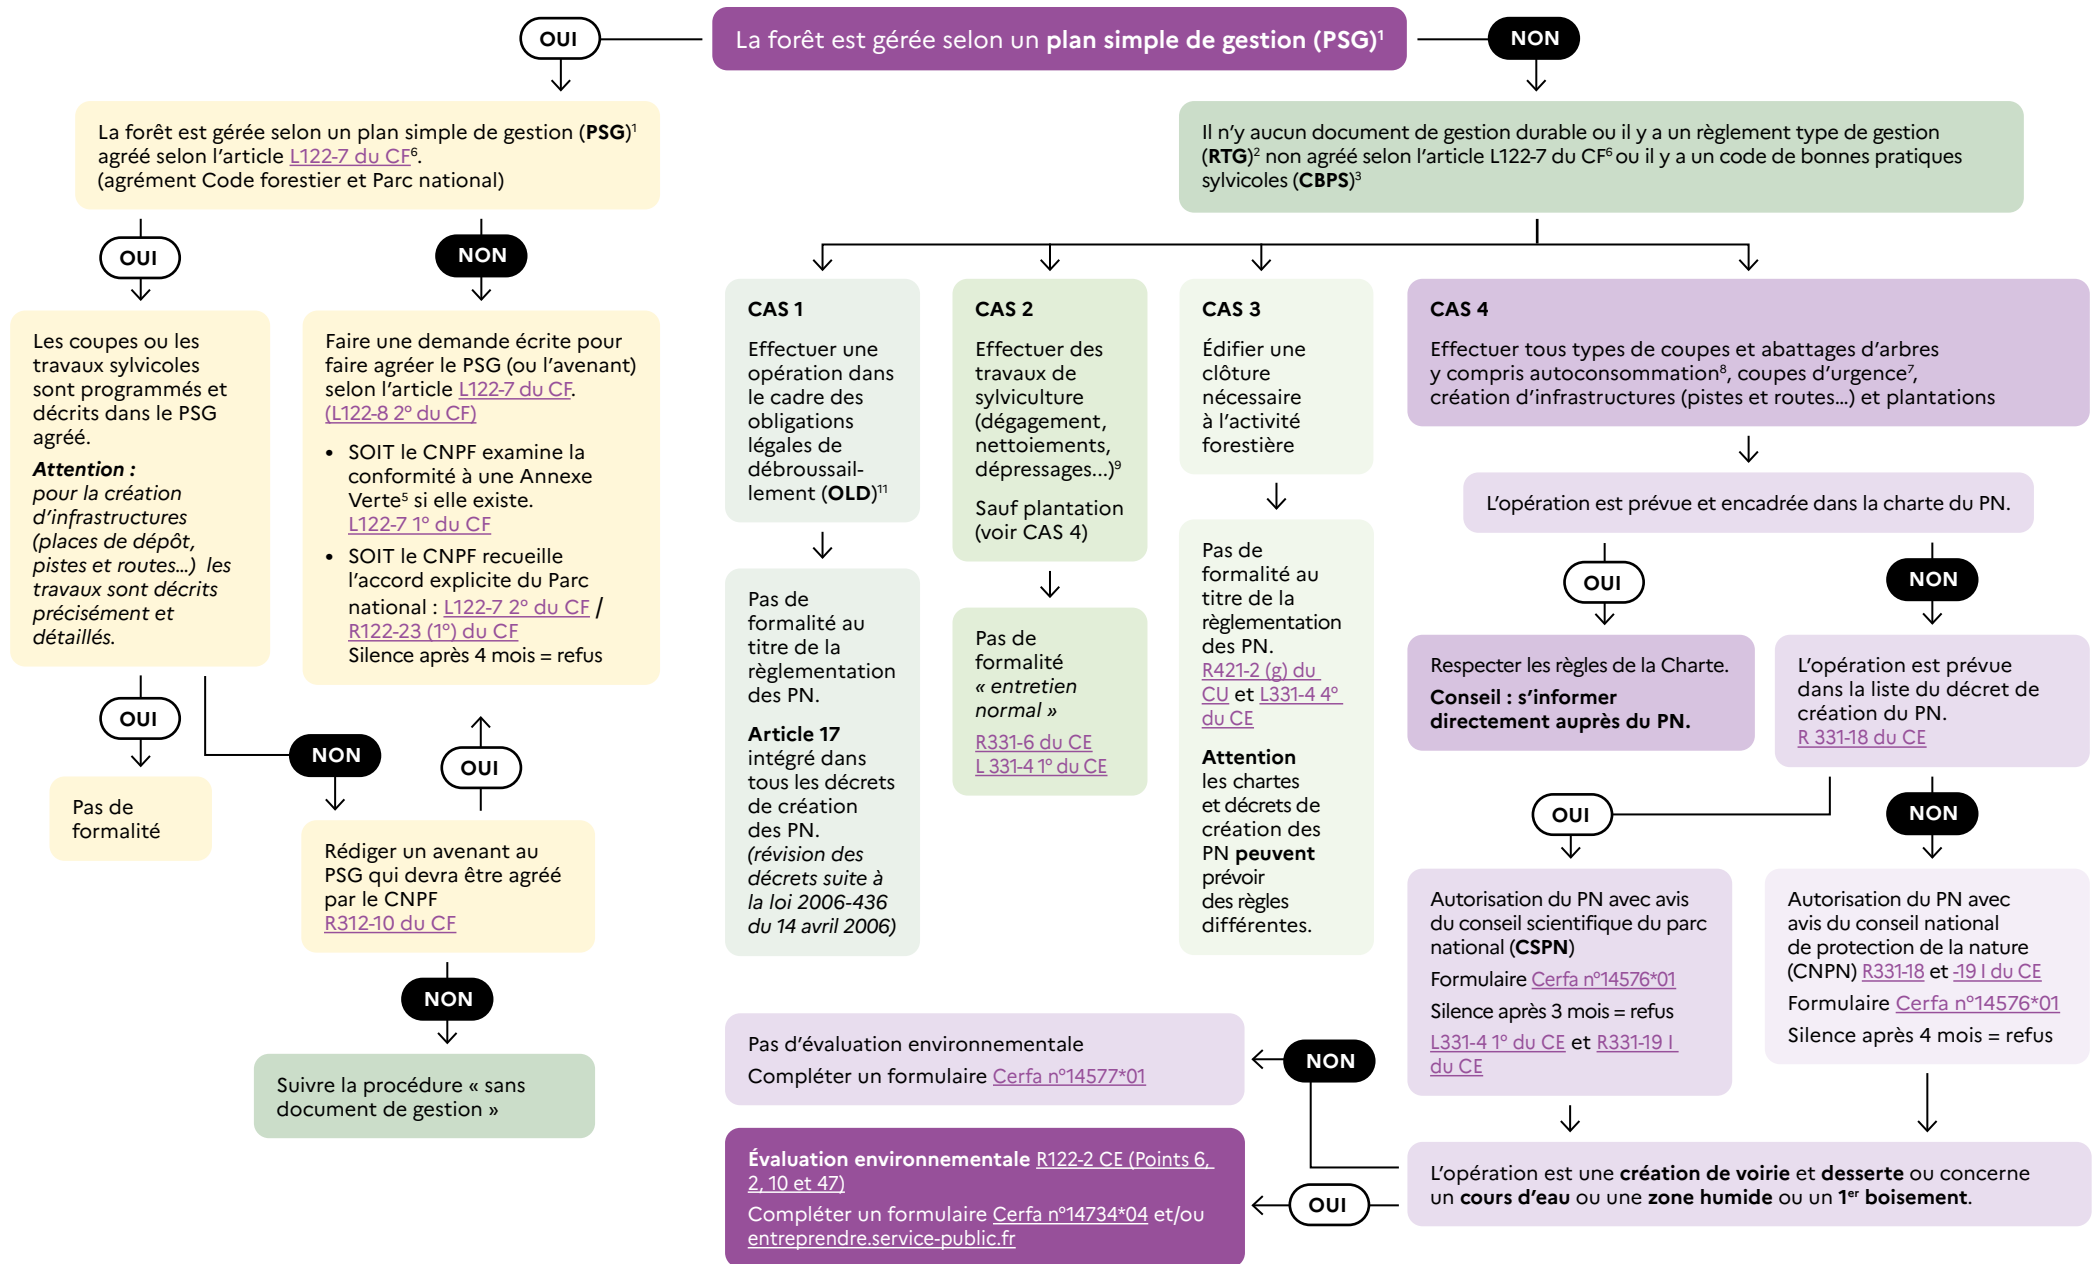 La forêt est gérée selon un plan simple de gestion (PSG)¹
OUI
NON
La forêt est gérée selon un plan simple de gestion (PSG)¹
agréé selon l'article L122-7 du CF⁶.
(agrément Code forestier et Parc national)
OUI
NON
Les coupes ou les
travaux sylvicoles
sont programmés et
décrits dans le PSG
agréé.
Attention :
pour la création
d'infrastructures
(places de dépôt,
pistes et routes...) les
travaux sont décrits
précisément et
détaillés.
Faire une demande écrite pour
faire agréer le PSG (ou l'avenant)
selon l'article L122-7 du CF.
(L122-8 2° du CF)
• SOIT le CNPF examine la
conformité à une Annexe
Verte⁵ si elle existe.
L122-7 1° du CF
• SOIT le CNPF recueille
l'accord explicite du Parc
national : L122-7 2° du CF /
R122-23 (1°) du CF
Silence après 4 mois = refus
OUI
NON
OUI
Pas de
formalité
Rédiger un avenant au
PSG qui devra être agréé
par le CNPF
R312-10 du CF
NON
Suivre la procédure « sans
document de gestion »
Il n'y aucun document de gestion durable ou il y a un règlement type de gestion
(RTG)² non agréé selon l'article L122-7 du CF⁶ ou il y a un code de bonnes pratiques
sylvicoles (CBPS)³
CAS 1
Effectuer une
opération dans
le cadre des
obligations
légales de
débroussail-
lement (OLD)¹¹
Pas de
formalité au
titre de la
règlementation
des PN.
Article 17
intégré dans
tous les décrets
de création
des PN.
(révision des
décrets suite à
la loi 2006-436
du 14 avril 2006)
CAS 2
Effectuer des
travaux de
sylviculture
(dégagement,
nettoiements,
dépressages...)⁹
Sauf plantation
(voir CAS 4)
Pas de
formalité
« entretien
normal »
R331-6 du CE
L 331-4 1° du CE
CAS 3
Édifier une
clôture
nécessaire
à l'activité
forestière
Pas de
formalité au
titre de la
règlementation
des PN.
R421-2 (g) du
CU et L331-4 4°
du CE
Attention
les chartes
et décrets de
création des
PN peuvent
prévoir
des règles
différentes.
CAS 4
Effectuer tous types de coupes et abattages d'arbres
y compris autoconsommation⁸, coupes d'urgence⁷,
création d'infrastructures (pistes et routes...) et plantations
L'opération est prévue et encadrée dans la charte du PN.
OUI
NON
Respecter les règles de la Charte.
Conseil : s'informer
directement auprès du PN.
L'opération est prévue
dans la liste du décret de
création du PN.
R 331-18 du CE
OUI
NON
Autorisation du PN avec avis
du conseil scientifique du parc
national (CSPN)
Formulaire Cerfa n°14576*01
Silence après 3 mois = refus
L331-4 1° du CE et R331-19 I
du CE
Autorisation du PN avec
avis du conseil national
de protection de la nature
(CNPN) R331-18 et -19 I du CE
Formulaire Cerfa n°14576*01
Silence après 4 mois = refus
L'opération est une création de voirie et desserte ou concerne
un cours d'eau ou une zone humide ou un 1er boisement.
NON
Pas d'évaluation environnementale
Compléter un formulaire Cerfa n°14577*01
OUI
Évaluation environnementale R122-2 CE (Points 6,
2, 10 et 47)
Compléter un formulaire Cerfa n°14734*04 et/ou
entreprendre.service-public.fr